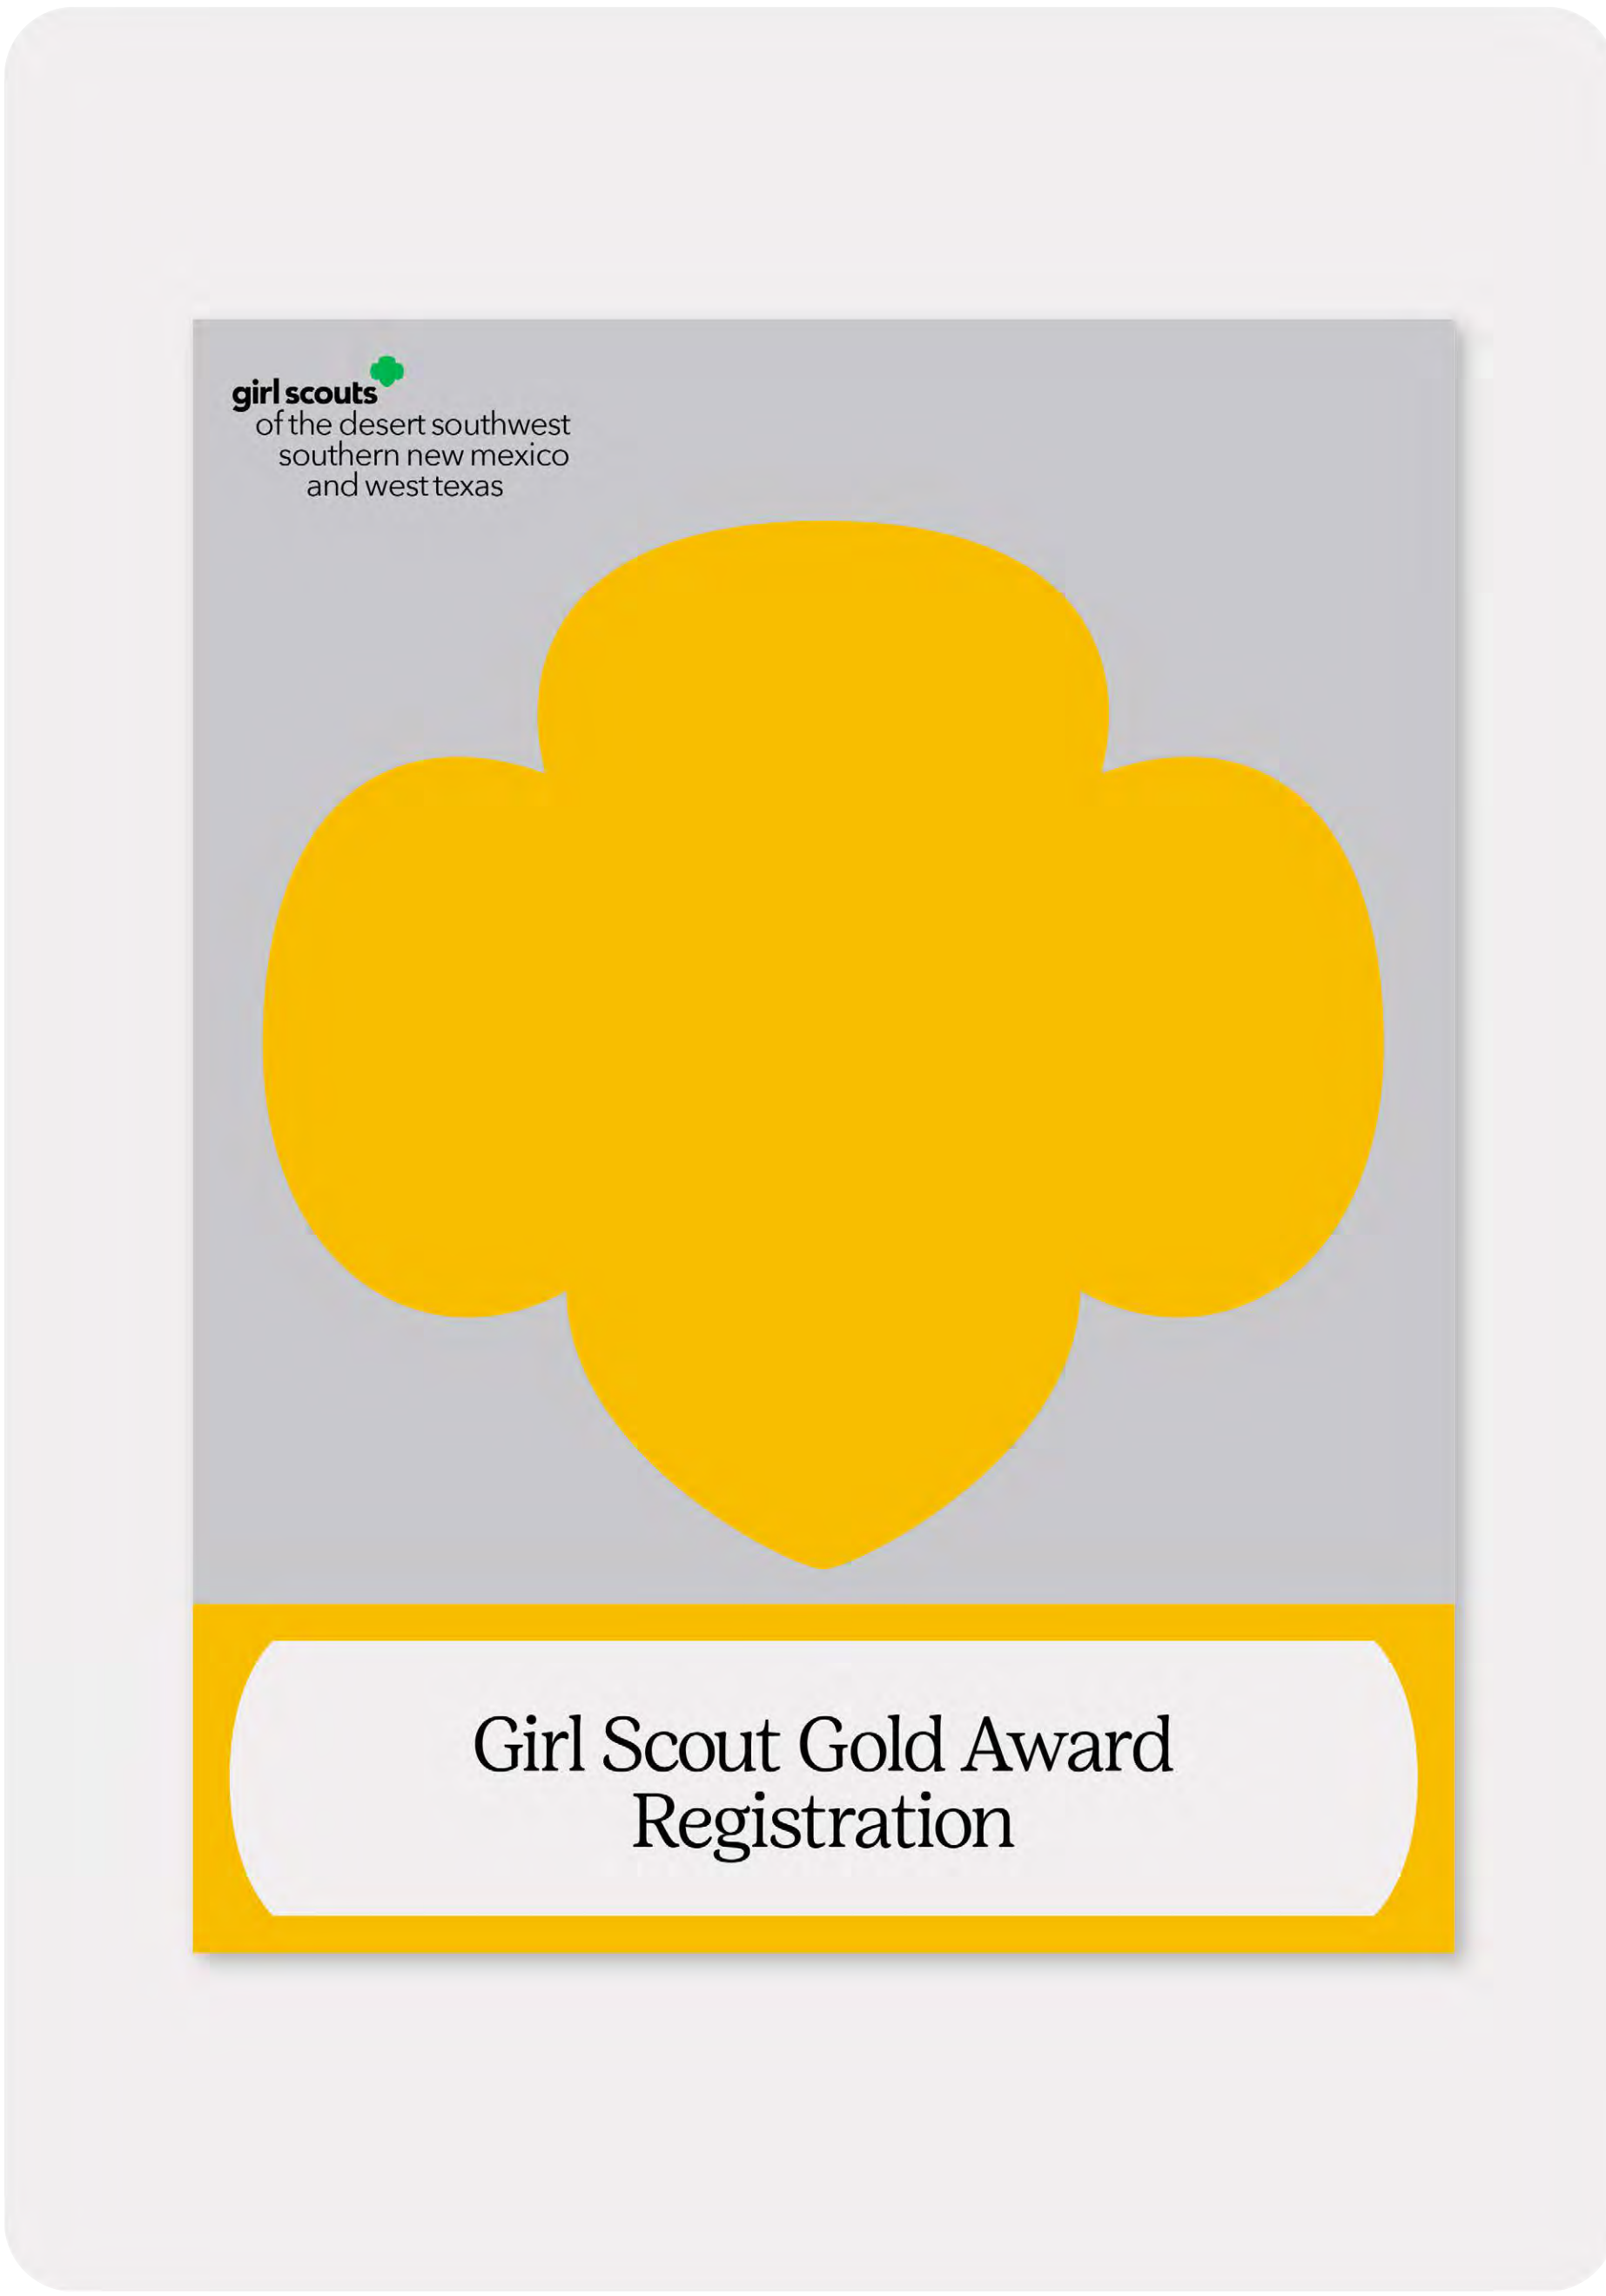 girl scouts
of the desert southwest
southern new mexico
and west texas
Girl Scout Gold Award
Registration